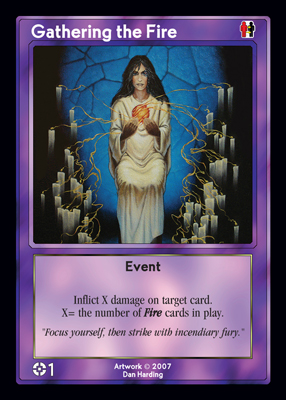 Gathering the Fire
Event
Inflict X damage on target card.
X= the number of Fire cards in play.
"Focus yourself, then strike with incendiary fury."
1
Artwork © 2007
Dan Harding